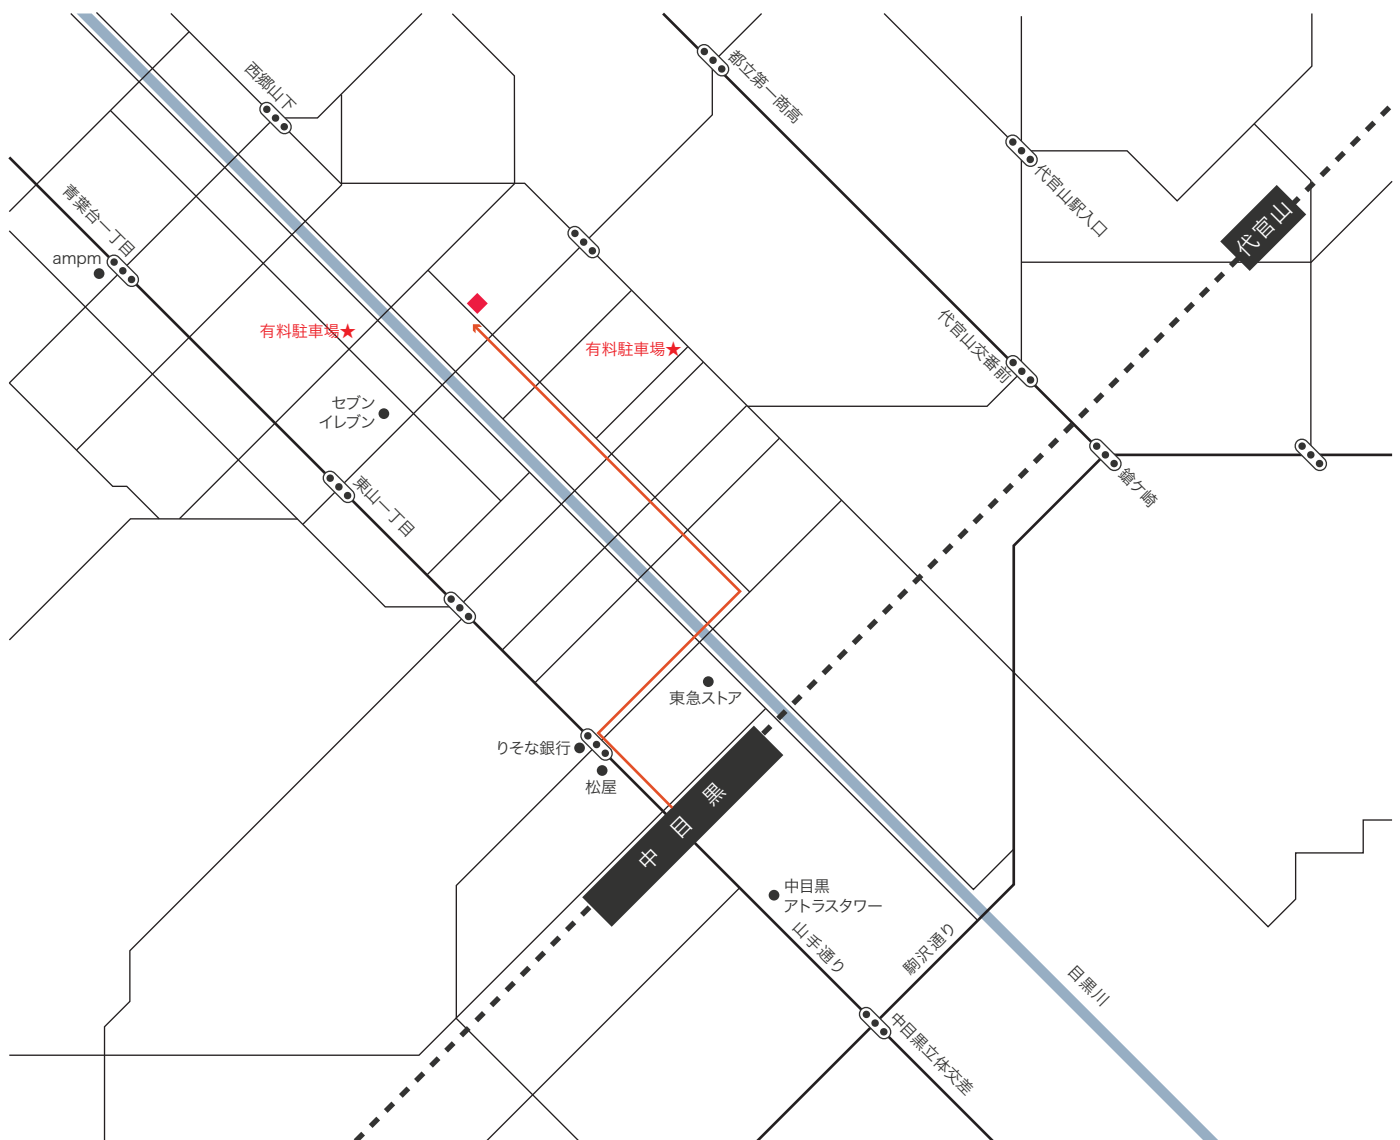 西郷山下
都立第一商高
代官山駅入口
代官山
青葉台一丁目
ampm
有料駐車場★
有料駐車場★
代官山交番前
セブン
イレブン
東山一丁目
鎗ケ崎
東急ストア
りそな銀行
松屋
中目黒
中目黒
アトラスタワー
山手通り
駒沢通り
目黒川
中目黒立体交差